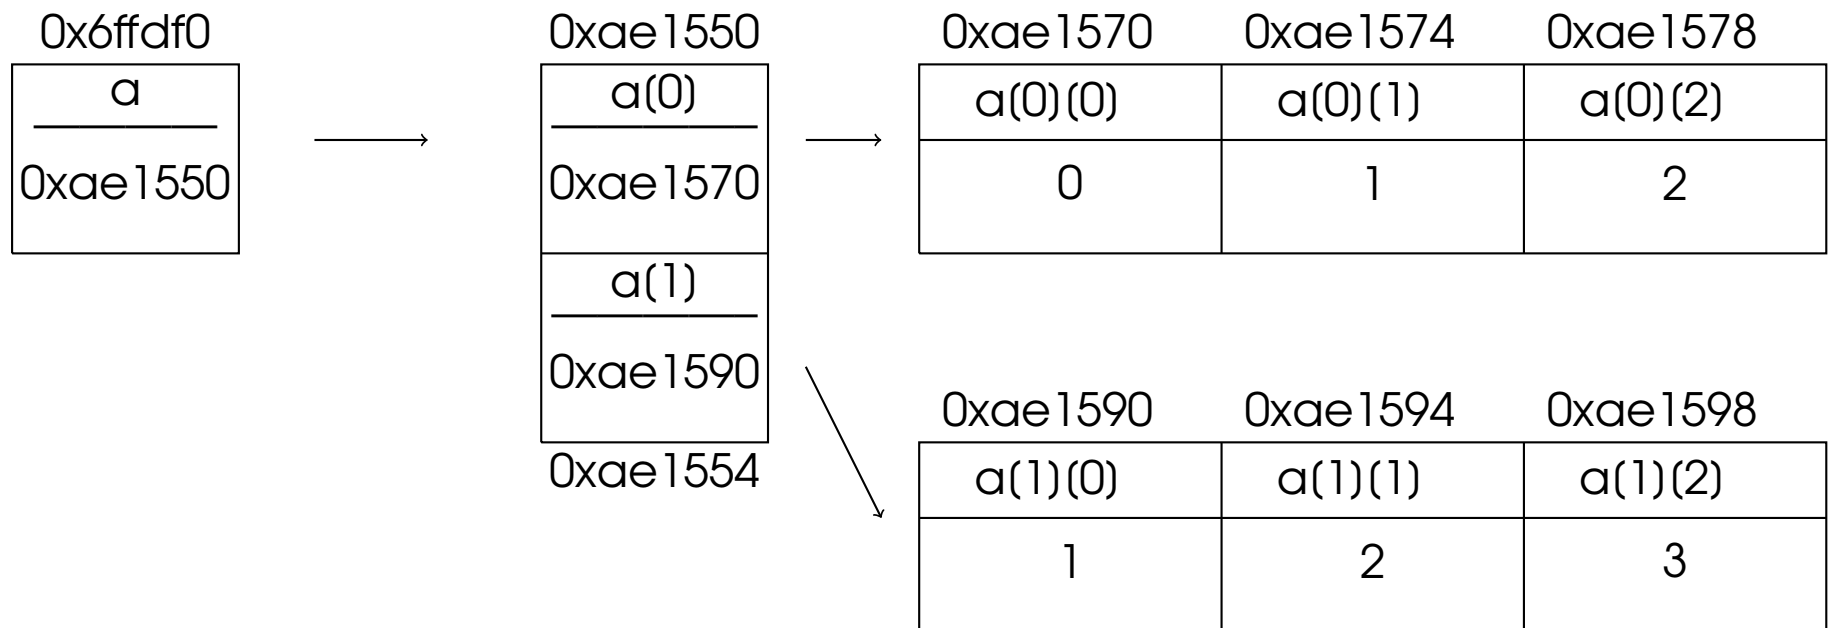 0x6ffdf0 0xae1550 0xae1570 0xae1574 0xae1578
a a(0) a(0)(0) a(0)(1) a(0)(2)
0xae1550 0xae1570 0 1 2
a(1)
0xae1590
0xae1590 0xae1594 0xae1598
0xae1554 a(1)(0) a(1)(1) a(1)(2)
1 2 3